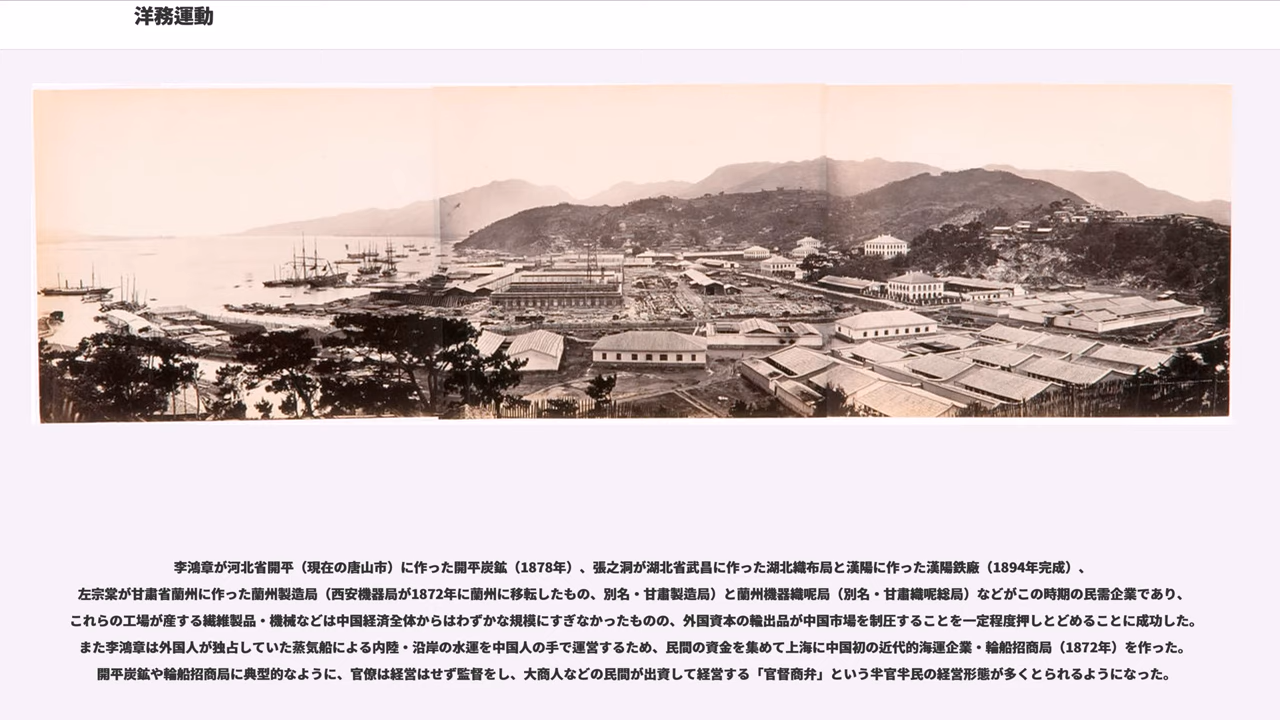 洋務運動
李鴻章が河北省開平（現在の唐山市）に作った開平炭鉱（1878年）、張之洞が湖北省武昌に作った湖北織布局と漢陽に作った漢陽鉄廠（1894年完成）、
左宗棠が甘粛省蘭州に作った蘭州製造局（西安機器局が1872年に蘭州に移転したもの、別名・甘粛製造局）と蘭州機器織呢局（別名・甘粛織呢総局）などがこの時期の民需企業であり、
これらの工場が産する繊維製品・機械などは中国経済全体からはわずかな規模にすぎなかったものの、外国資本の輸出品が中国市場を制圧することを一定程度押しとどめることに成功した。
また李鴻章は外国人が独占していた蒸気船による内陸・沿岸の水運を中国人の手で運営するため、民間の資金を集めて上海に中国初の近代的海運企業・輪船招商局（1872年）を作った。
開平炭鉱や輪船招商局に典型的なように、官僚は経営はせず監督をし、大商人などの民間が出資して経営する「官督商弁」という半官半民の経営形態が多くとられるようになった。